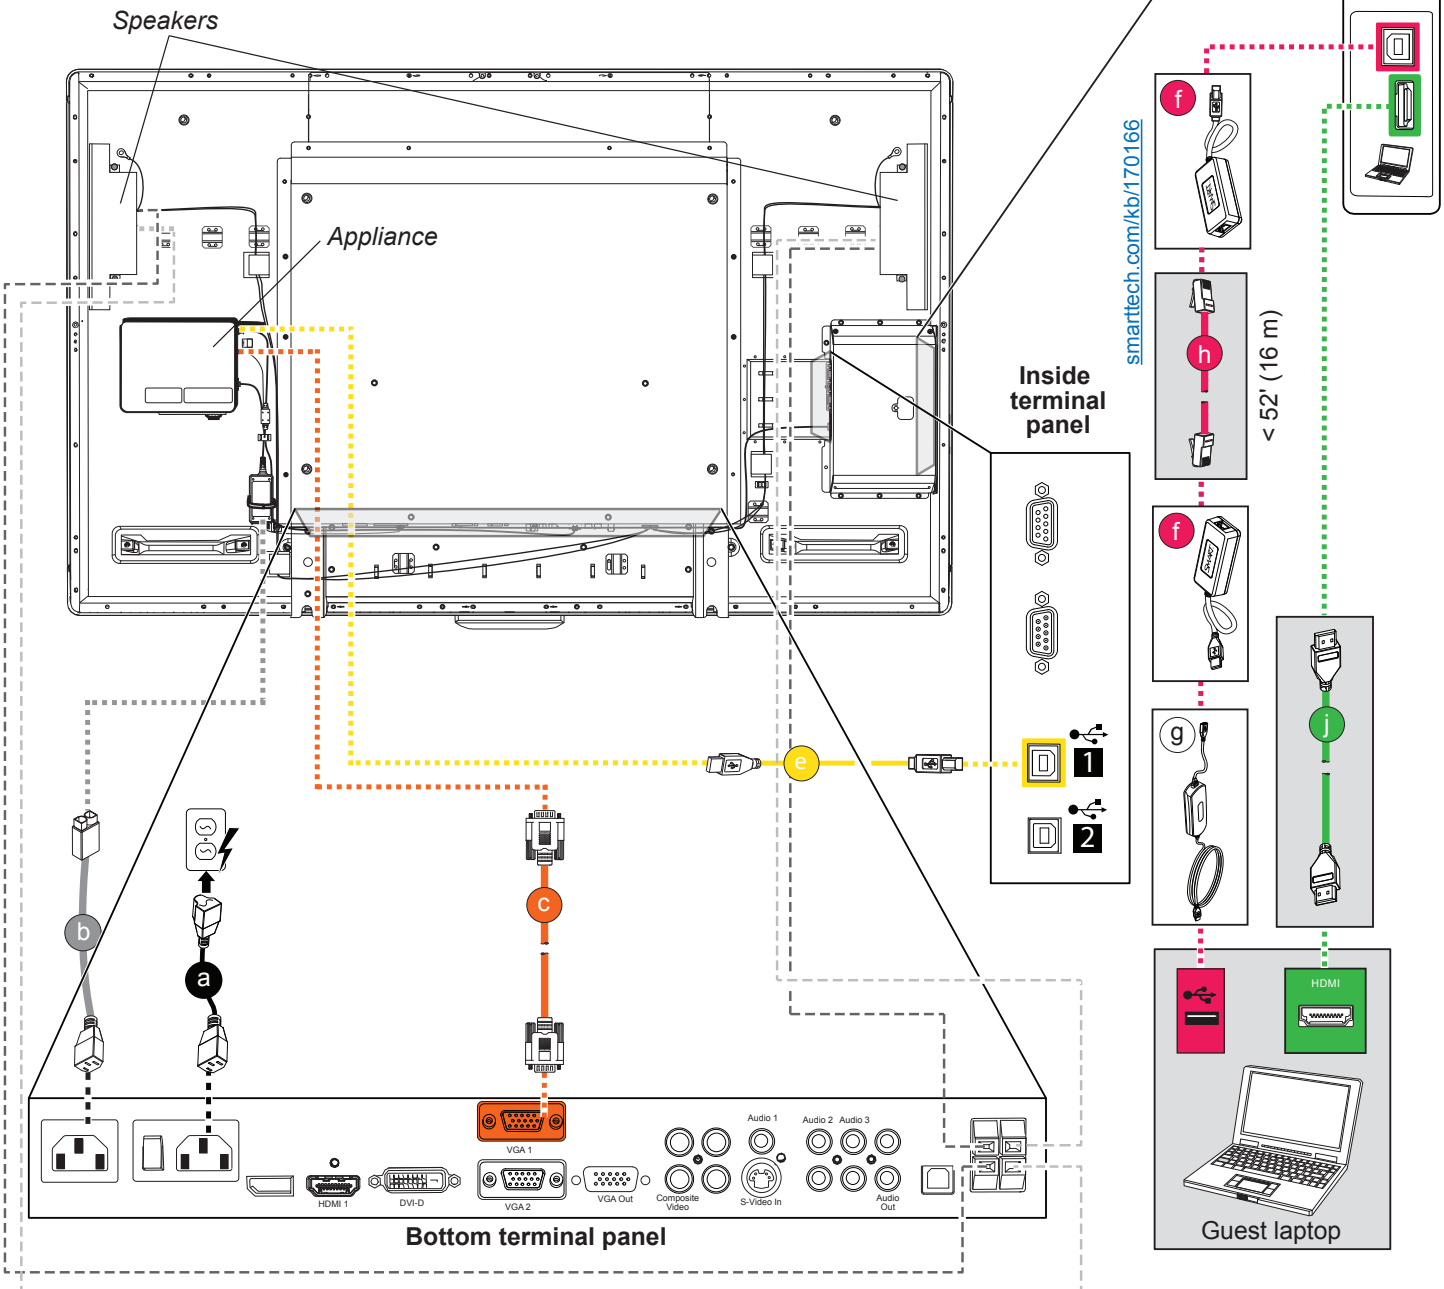 Speakers
Appliance
smarttech.com/kb/170166
f
h
< 52' (16 m)
f
g
j
Inside
terminal
panel
1
2
e
c
b
a
HDMI
Guest laptop
VGA 1
VGA 2
HDMI 1
DVI-D
VGA Out
Composite
Video
Audio 1
S-Video In
Audio 2
Audio 3
Audio
Out
Bottom terminal panel